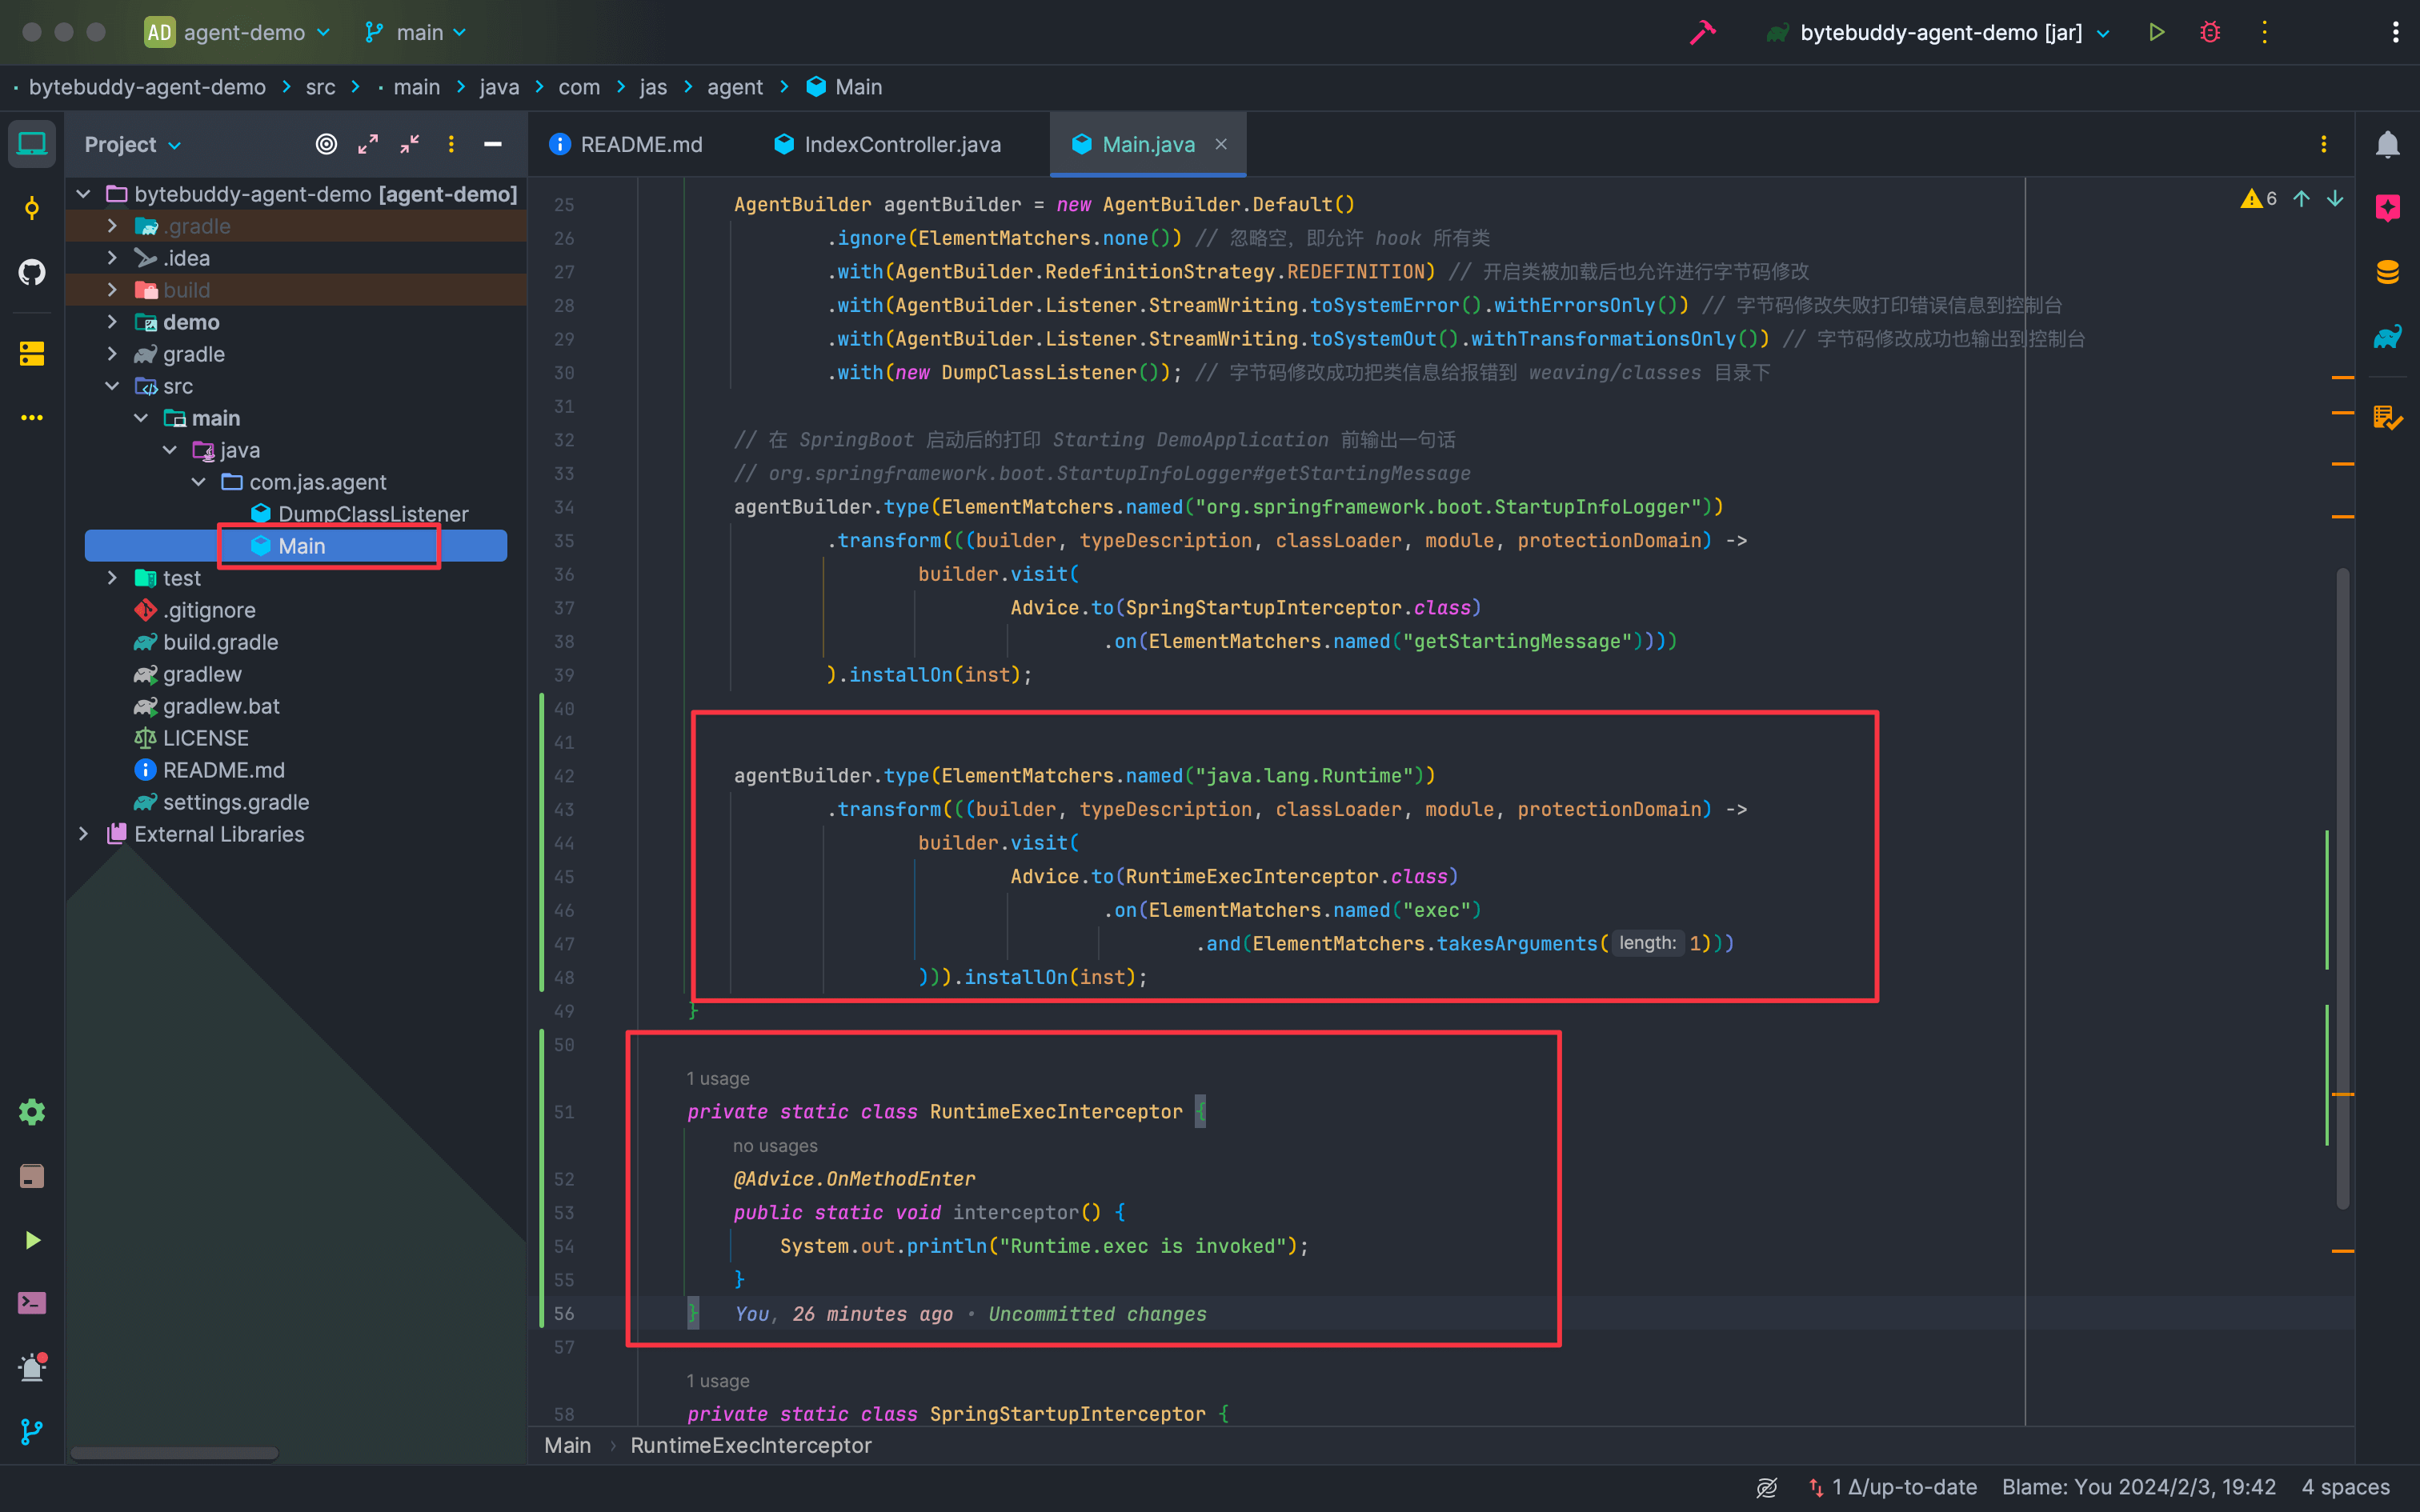 AD agent-demo main bytebuddy-agent-demo [jar]
bytebuddy-agent-demo src main java com jas agent Main
Project
README.md IndexController.java Main.java
bytebuddy-agent-demo [agent-demo]
.gradle
.idea
build
demo
gradle
src
main
java
com.jas.agent
DumpClassListener
Main
test
.gitignore
build.gradle
gradlew
gradlew.bat
LICENSE
README.md
settings.gradle
External Libraries
6
25 AgentBuilder agentBuilder = new AgentBuilder.Default()
26 .ignore(ElementMatchers.none()) // 忽略空，即允许 hook 所有类
27 .with(AgentBuilder.RedefinitionStrategy.REDEFINITION) // 开启类被加载后也允许进行字节码修改
28 .with(AgentBuilder.Listener.StreamWriting.toSystemError().withErrorsOnly()) // 字节码修改失败打印错误信息到控制台
29 .with(AgentBuilder.Listener.StreamWriting.toSystemOut().withTransformationsOnly()) // 字节码修改成功也输出到控制台
30 .with(new DumpClassListener()); // 字节码修改成功把类信息给报错到 weaving/classes 目录下
31
32 // 在 SpringBoot 启动后的打印 Starting DemoApplication 前输出一句话
33 // org.springframework.boot.StartupInfoLogger#getStartingMessage
34 agentBuilder.type(ElementMatchers.named("org.springframework.boot.StartupInfoLogger"))
35 .transform(((builder, typeDescription, classLoader, module, protectionDomain) ->
36 builder.visit(
37 Advice.to(SpringStartupInterceptor.class)
38 .on(ElementMatchers.named("getStartingMessage"))))
39 ).installOn(inst);
40
41
42 agentBuilder.type(ElementMatchers.named("java.lang.Runtime"))
43 .transform(((builder, typeDescription, classLoader, module, protectionDomain) ->
44 builder.visit(
45 Advice.to(RuntimeExecInterceptor.class)
46 .on(ElementMatchers.named("exec")
47 .and(ElementMatchers.takesArguments( length: 1)))
48 ))).installOn(inst);
49 }
50
1 usage
51 private static class RuntimeExecInterceptor {
no usages
52 @Advice.OnMethodEnter
53 public static void interceptor() {
54 System.out.println("Runtime.exec is invoked");
55 }
56 } You, 26 minutes ago • Uncommitted changes
57
1 usage
58 private static class SpringStartupInterceptor {
Main RuntimeExecInterceptor
1 Δ/up-to-date Blame: You 2024/2/3, 19:42 4 spaces